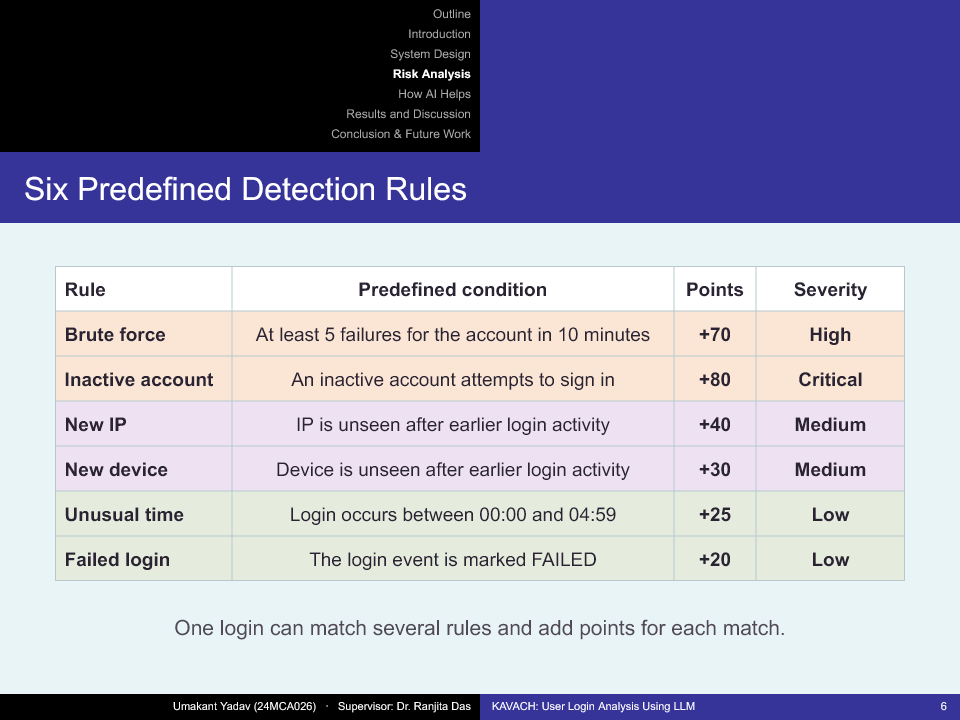 Outline
Introduction
System Design
Risk Analysis
How AI Helps
Results and Discussion
Conclusion & Future Work
Six Predefined Detection Rules
Rule Predefined condition Points Severity
Brute force At least 5 failures for the account in 10 minutes +70 High
Inactive account An inactive account attempts to sign in +80 Critical
New IP IP is unseen after earlier login activity +40 Medium
New device Device is unseen after earlier login activity +30 Medium
Unusual time Login occurs between 00:00 and 04:59 +25 Low
Failed login The login event is marked FAILED +20 Low
One login can match several rules and add points for each match.
Umakant Yadav (24MCA026) · Supervisor: Dr. Ranjita Das KAVACH: User Login Analysis Using LLM 6